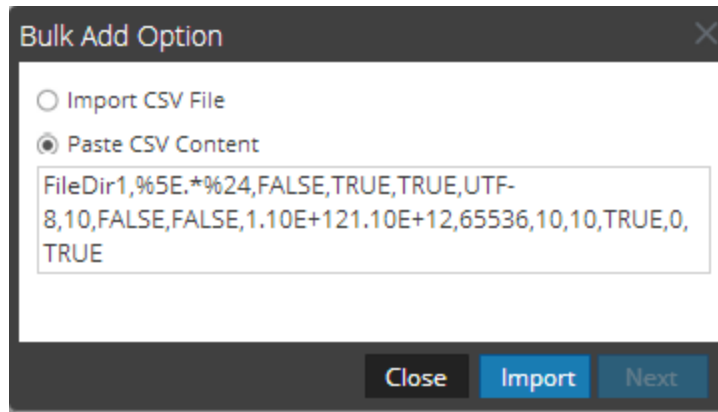 Bulk Add Option
Import CSV File
Paste CSV Content
FileDir1,%5E.*%24,FALSE,TRUE,TRUE,UTF-
8,10,FALSE,FALSE,1.10E+121.10E+12,65536,10,10,TRUE,0,
TRUE
Close Import Next